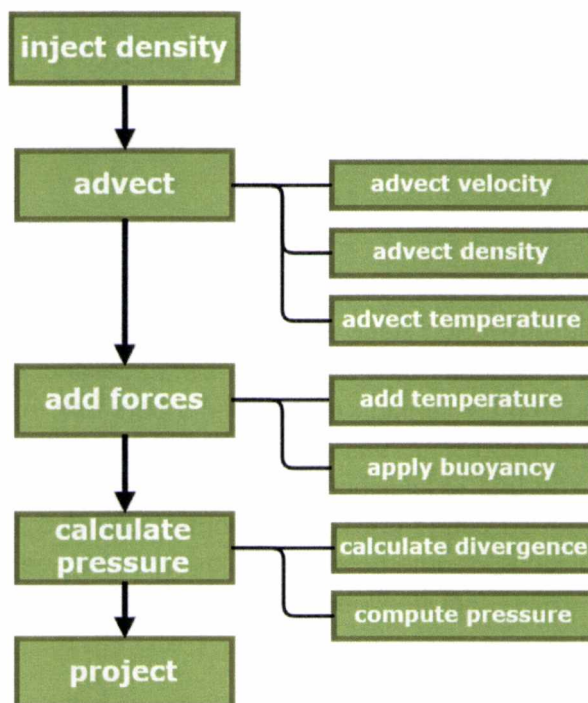 inject density
advect
advect velocity
advect density
advect temperature
add forces
add temperature
apply buoyancy
calculate
pressure
calculate divergence
compute pressure
project